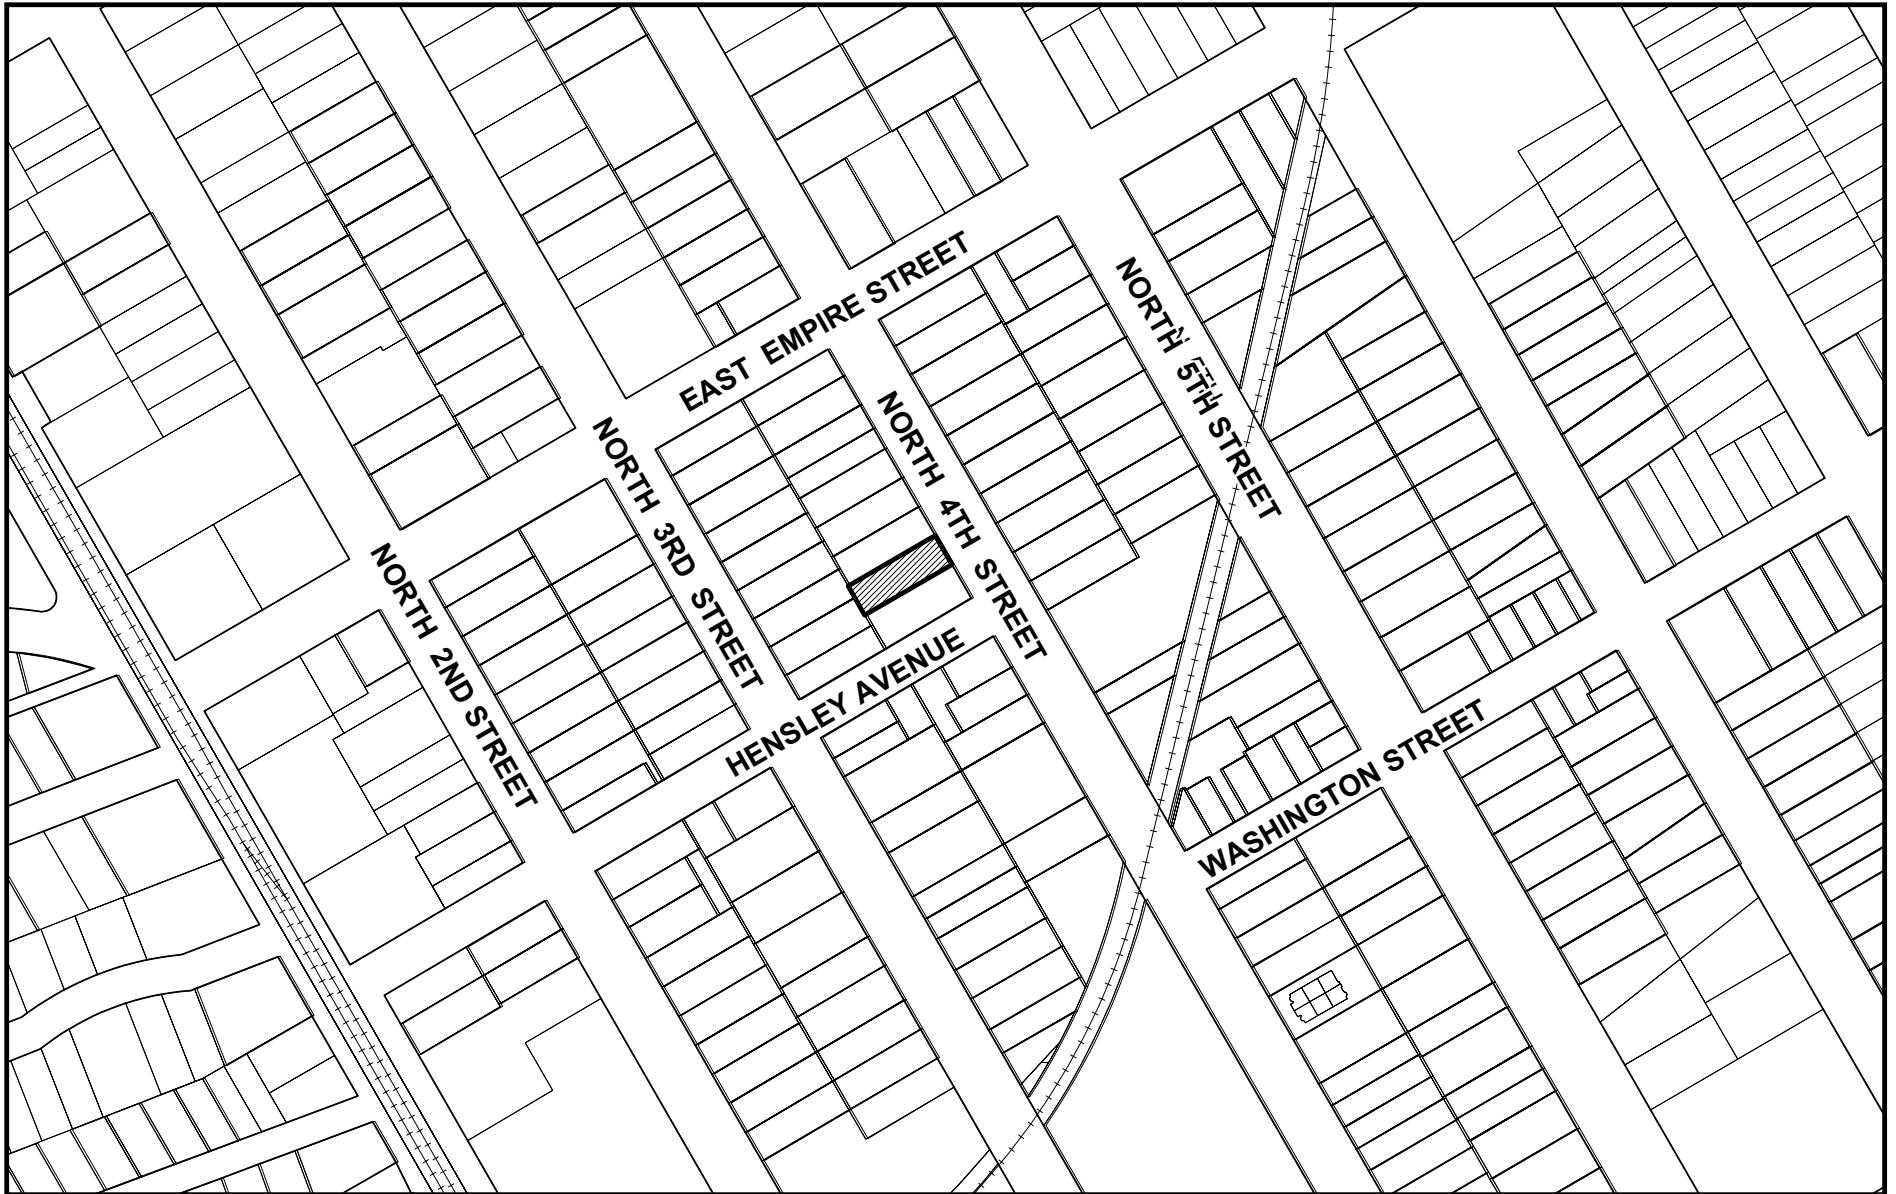 EAST EMPIRE STREET
NORTH 5TH STREET
NORTH 4TH STREET
NORTH 3RD STREET
NORTH 2ND STREET
HENSLEY AVENUE
WASHINGTON STREET